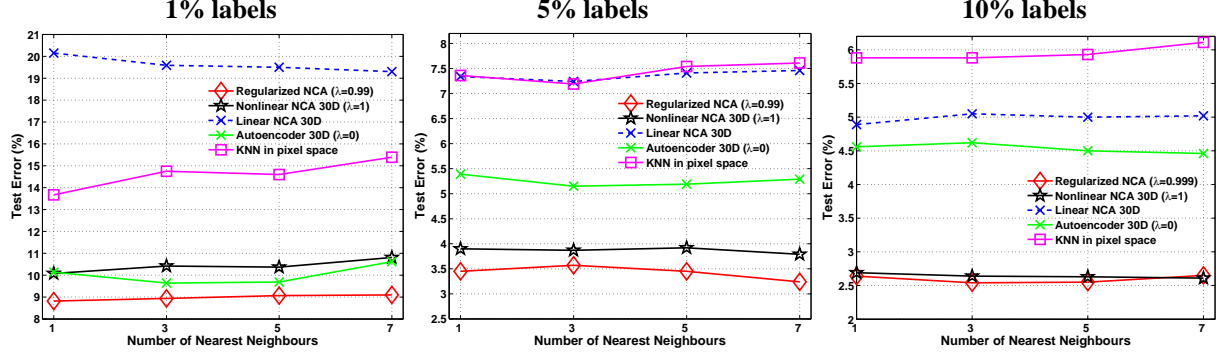 1% labels
21
20
19
18
17
16
15
14
13
12
11
10
9
8
1
3
5
7
Test Error (%)
Number of Nearest Neighbours
Regularized NCA (λ=0.99)
Nonlinear NCA 30D (λ=1)
Linear NCA 30D
Autoencoder 30D (λ=0)
KNN in pixel space
5% labels
8
7.5
7
6.5
6
5.5
5
4.5
4
3.5
3
2.5
1
3
5
7
Test Error (%)
Number of Nearest Neighbours
Regularized NCA (λ=0.99)
Nonlinear NCA 30D (λ=1)
Linear NCA 30D
Autoencoder 30D (λ=0)
KNN in pixel space
10% labels
6
5.5
5
4.5
4
3.5
3
2.5
2
1
3
5
7
Test Error (%)
Number of Nearest Neighbours
Regularized NCA (λ=0.999)
Nonlinear NCA 30D (λ=1)
Linear NCA 30D
Autoencoder 30D (λ=0)
KNN in pixel space